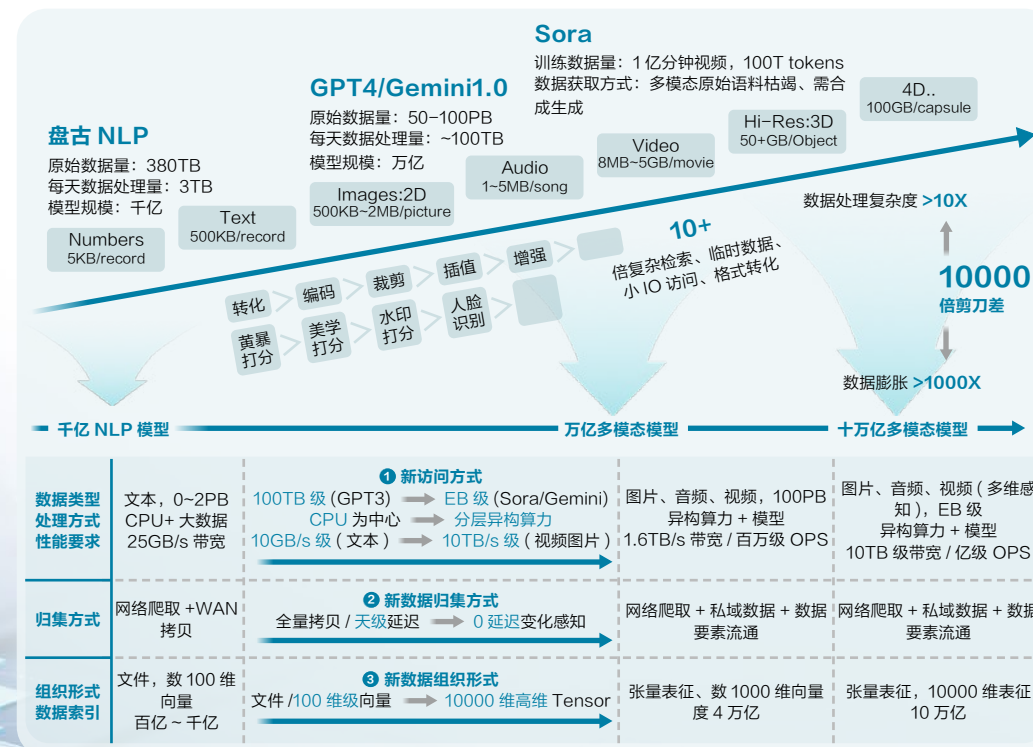 Sora
训练数据量：1 亿分钟视频，100T tokens
数据获取方式：多模态原始语料枯竭、需合
成生成
GPT4/Gemini1.0
原始数据量：50-100PB
每天数据处理量：~100TB
模型规模：万亿
盘古 NLP
原始数据量：380TB
每天数据处理量：3TB
模型规模：千亿
Numbers
5KB/record
Text
500KB/record
Images:2D
500KB~2MB/picture
Audio
1~5MB/song
Video
8MB~5GB/movie
Hi-Res:3D
50+GB/Object
4D..
100GB/capsule
转化
编码
裁剪
插值
增强
黄暴
打分
美学
打分
水印
打分
人脸
识别
10+
倍复杂检索、临时数据、
小 IO 访问、格式转化
数据处理复杂度 >10X
10000
倍剪刀差
数据膨胀 >1000X
千亿 NLP 模型
万亿多模态模型
十万亿多模态模型
数据类型
处理方式
性能要求
文本，0~2PB
CPU+ 大数据
25GB/s 带宽
❶ 新访问方式
100TB 级 (GPT3) EB 级 (Sora/Gemini)
CPU 为中心 分层异构算力
10GB/s 级 ( 文本 ) 10TB/s 级 ( 视频图片 )
图片、音频、视频，100PB
异构算力 + 模型
1.6TB/s 带宽 / 百万级 OPS
图片、音频、视频 ( 多维感
知 )，EB 级
异构算力 + 模型
10TB 级带宽 / 亿级 OPS
归集方式
网络爬取 +WAN
拷贝
❷ 新数据归集方式
全量拷贝 / 天级延迟 0 延迟变化感知
网络爬取 + 私域数据 + 数据
要素流通
网络爬取 + 私域数据 + 数据
要素流通
组织形式
数据索引
文件，数 100 维
向量
百亿 ~ 千亿
❸ 新数据组织形式
文件 /100 维级向量 10000 维高维 Tensor
张量表征、数 1000 维向量
度 4 万亿
张量表征，10000 维表征
10 万亿